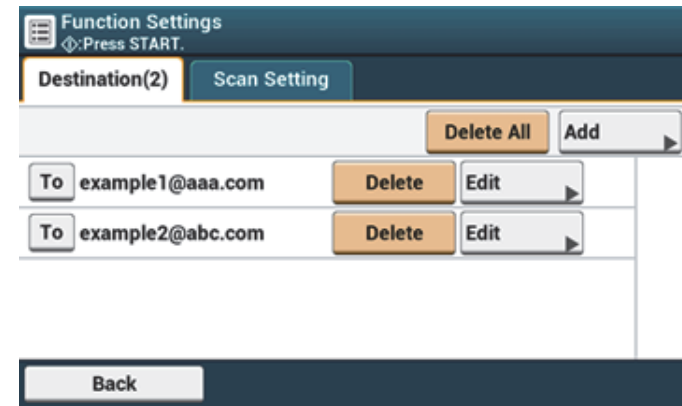 Function Settings
:Press START.
Destination(2) Scan Setting
Delete All Add
To example1@aaa.com Delete Edit
To example2@abc.com Delete Edit
Back